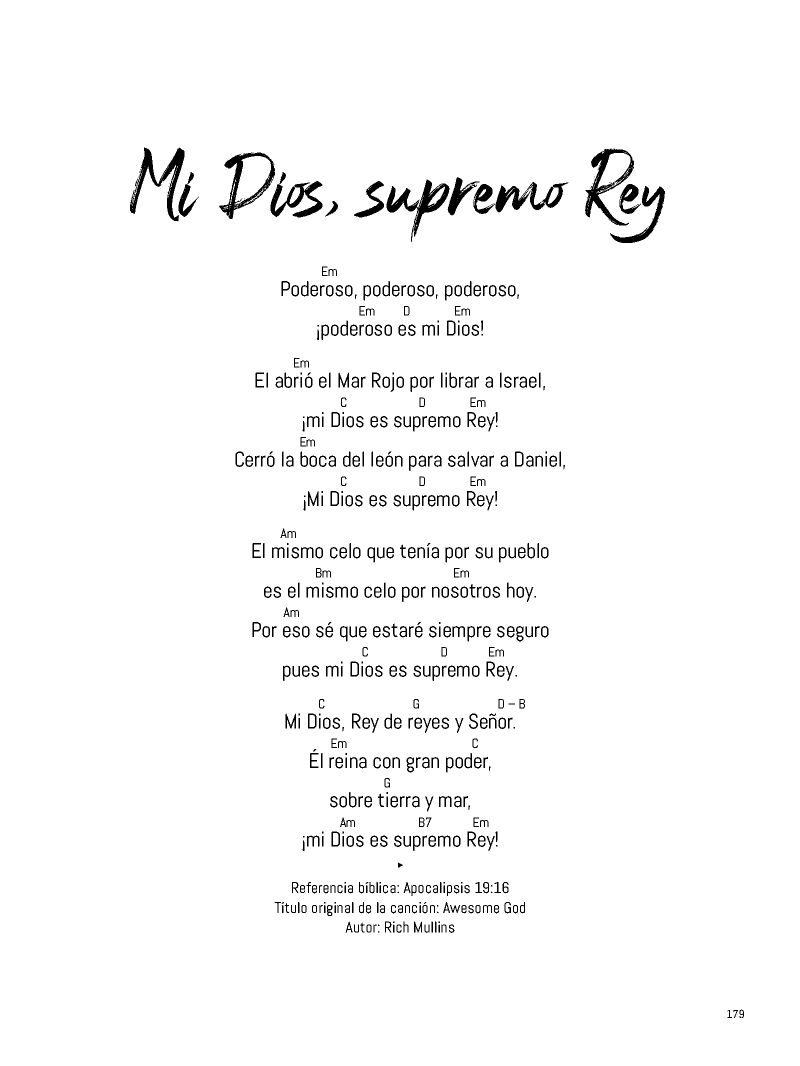 Mi Dios, supremo Rey
Em
Poderoso, poderoso, poderoso,
Em D Em
¡poderoso es mi Dios!
Em
El abrió el Mar Rojo por librar a Israel,
C D Em
¡mi Dios es supremo Rey!
Em
Cerró la boca del león para salvar a Daniel,
C D Em
¡Mi Dios es supremo Rey!
Am
El mismo celo que tenía por su pueblo
Bm Em
es el mismo celo por nosotros hoy.
Am
Por eso sé que estaré siempre seguro
C D Em
pues mi Dios es supremo Rey.
C G D – B
Mi Dios, Rey de reyes y Señor.
Em C
Él reina con gran poder,
G
sobre tierra y mar,
Am B7 Em
¡mi Dios es supremo Rey!
Referencia bíblica: Apocalipsis 19:16
Título original de la canción: Awesome God
Autor: Rich Mullins
179